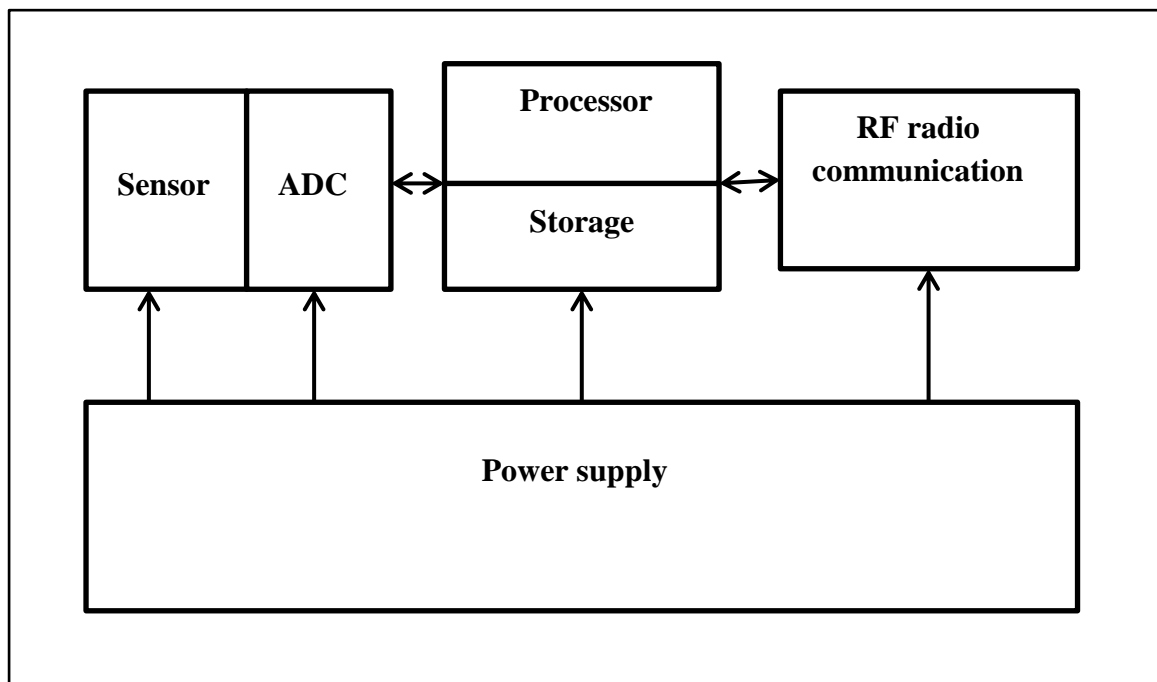 Processor
RF radio
communication
Sensor
ADC
Storage
Power supply